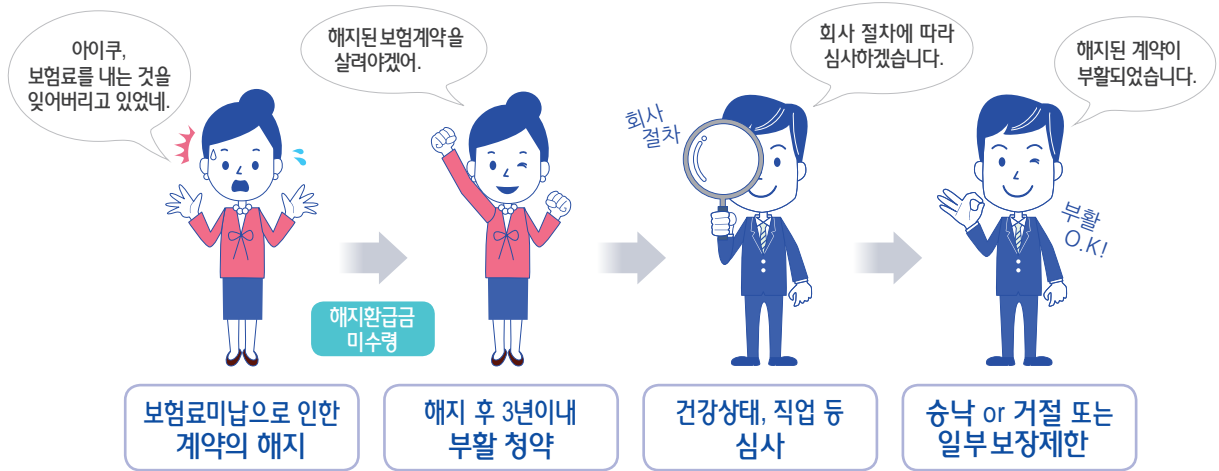 아이쿠,
보험료를 내는 것을
잊어버리고 있었네.
해지된 보험계약을
살려야겠어.
회사 절차에 따라
심사하겠습니다.
해지된 계약이
부활되었습니다.
회사
절차
부활
O.K!
해지환급금
미수령
보험료미납으로 인한
계약의 해지
해지 후 3년이내
부활 청약
건강상태, 직업 등
심사
승낙 or 거절 또는
일부보장제한